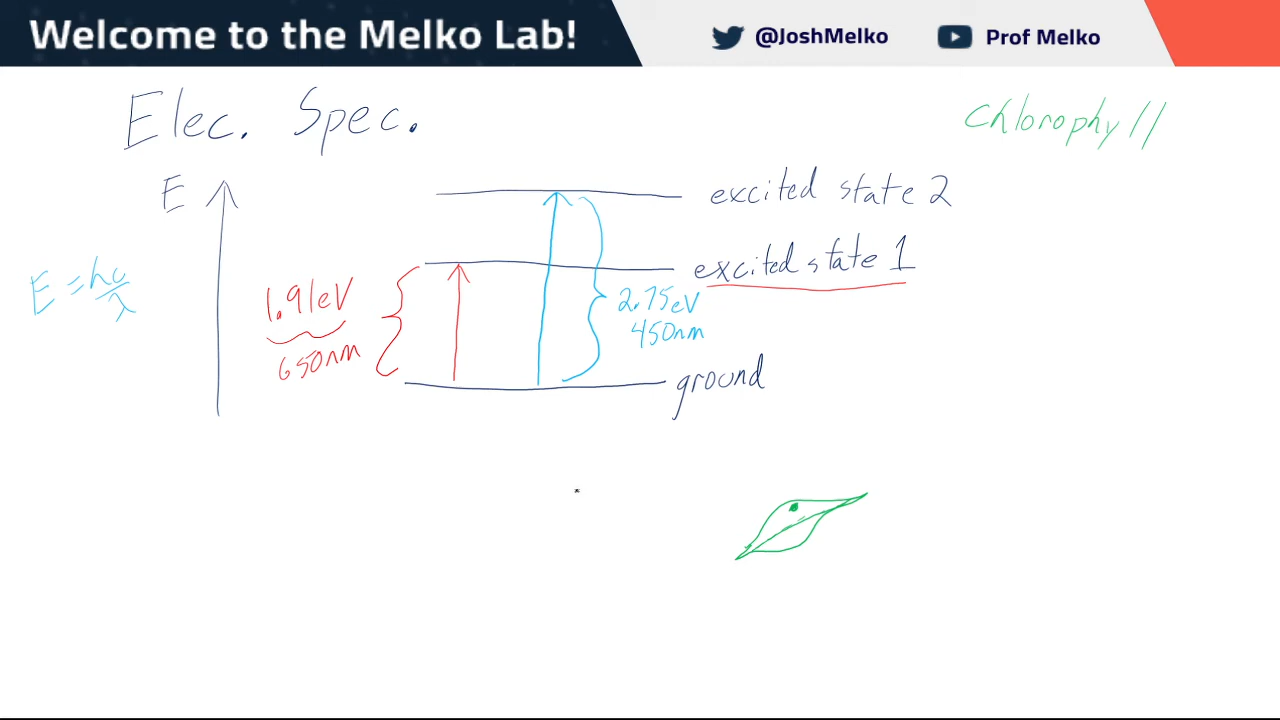 Welcome to the Melko Lab!
@JoshMelko
Prof Melko
Elec. Spec.
Chlorophyll
E
excited state 2
excited state 1
E = hc/λ
1.91eV
650nm
2.75eV
450nm
ground